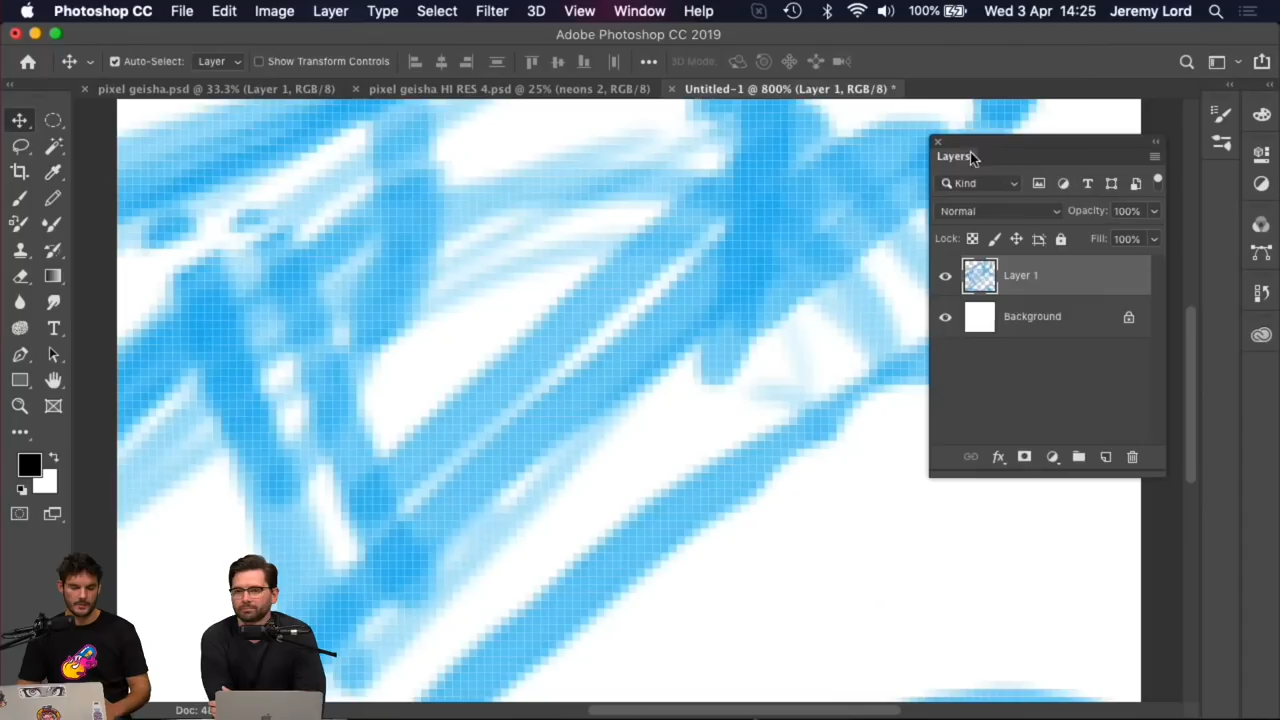 Photoshop CC File Edit Image Layer Type Select Filter 3D View Window Help 100% Wed 3 Apr 14:25 Jeremy Lord
Adobe Photoshop CC 2019
Auto-Select: Layer Show Transform Controls 3D Mode:
pixel geisha.psd @ 33.3% (Layer 1, RGB/8) pixel geisha HI RES 4.psd @ 25% (neons 2, RGB/8) Untitled-1 @ 800% (Layer 1, RGB/8) *
Layers
Kind
Normal Opacity: 100%
Lock: Fill: 100%
Layer 1
Background
Doc: